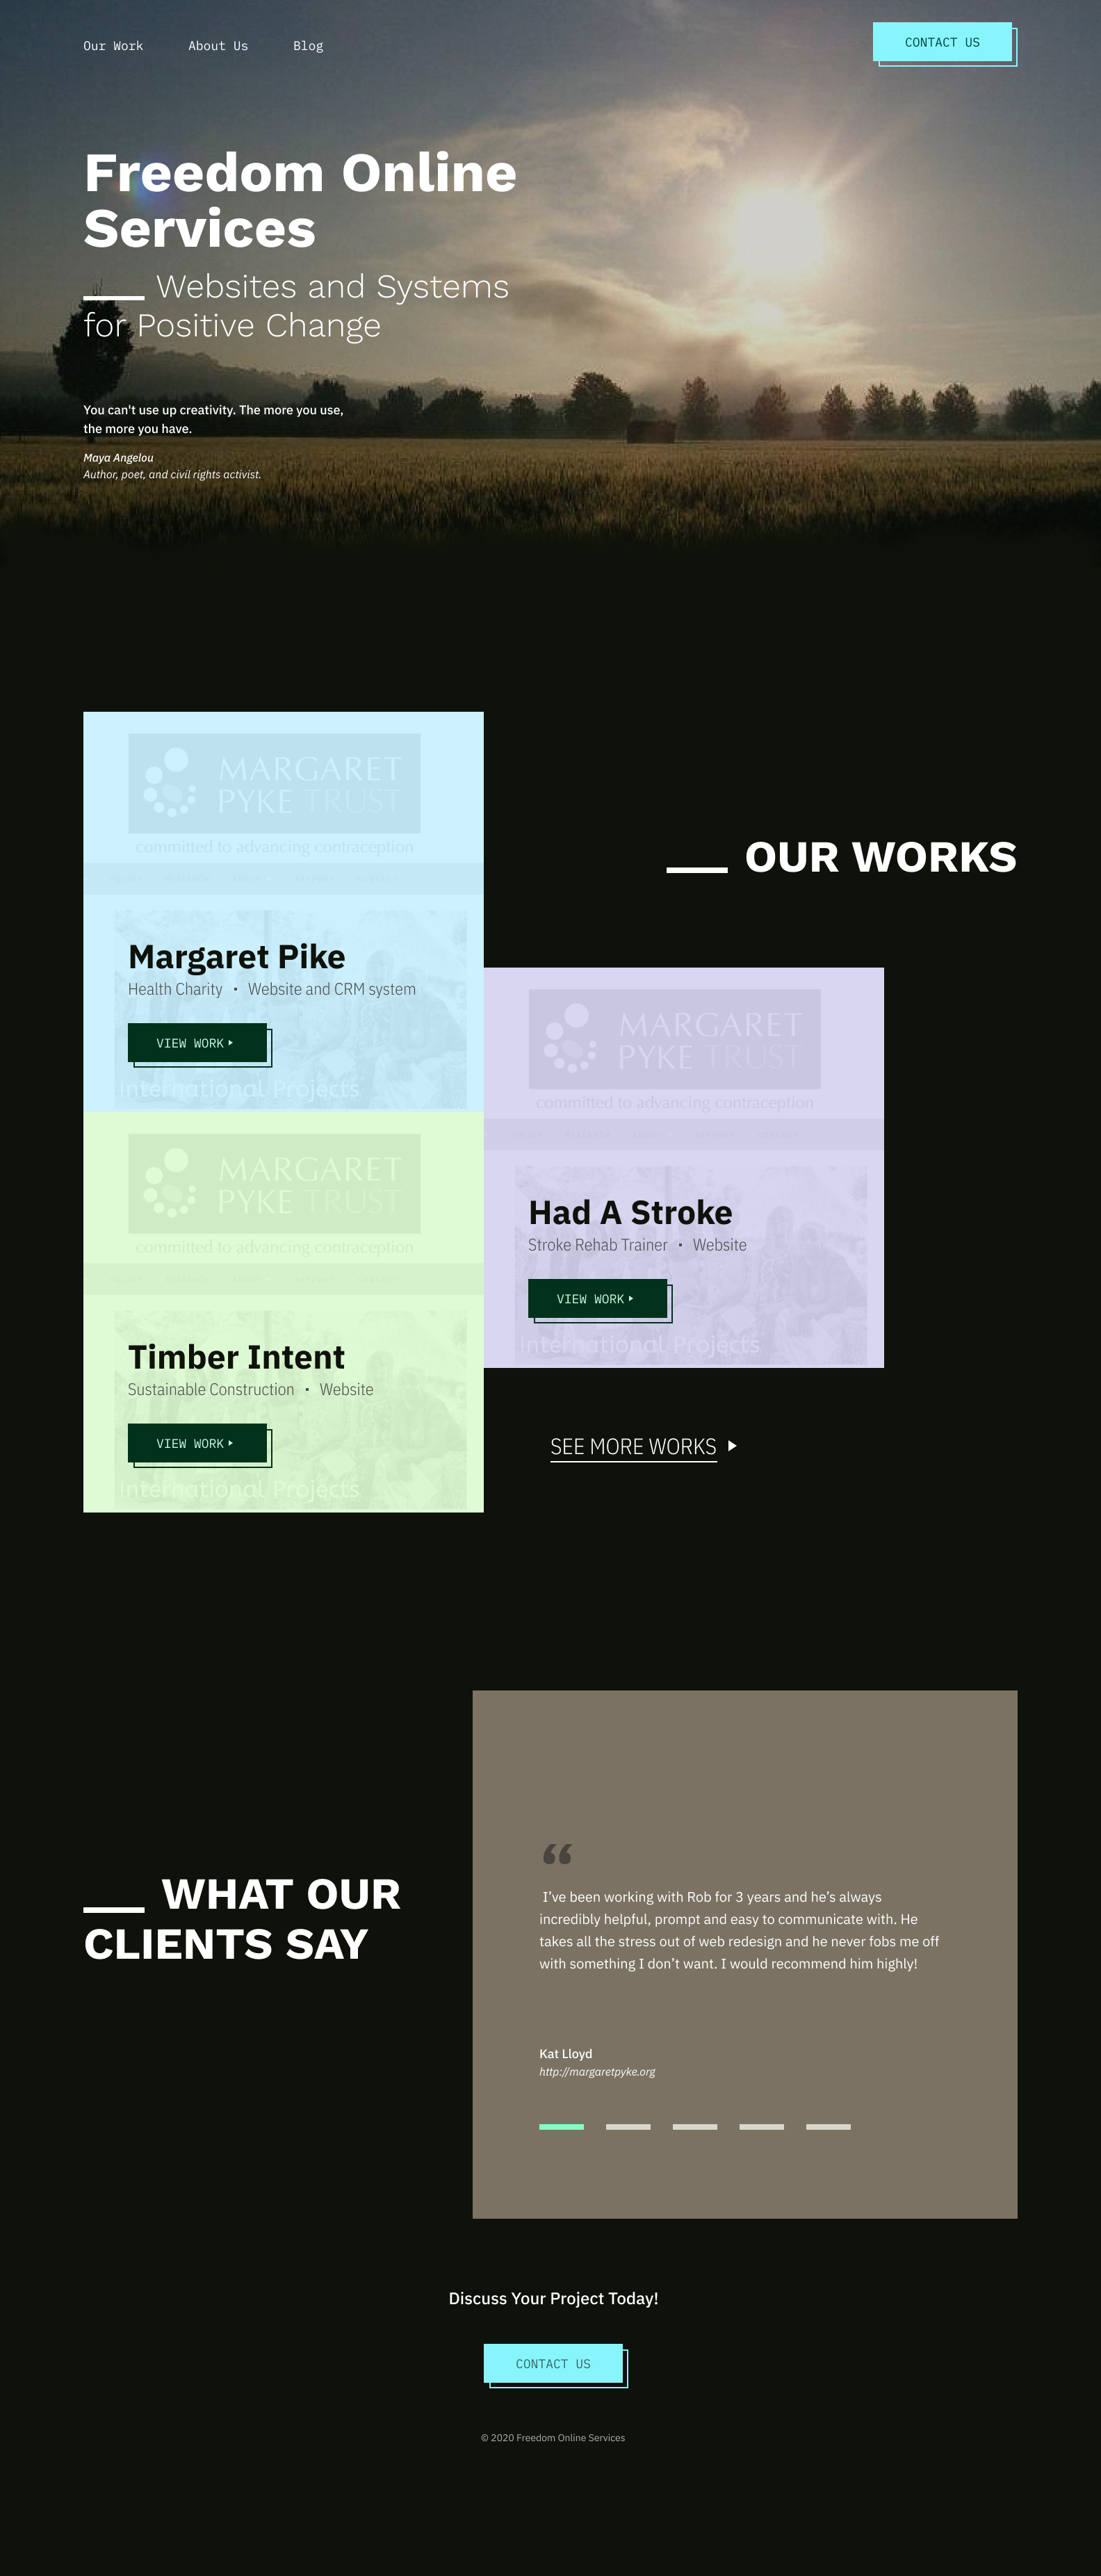 Our Work
About Us
Blog
CONTACT US
Freedom Online
Services
Websites and Systems
for Positive Change
You can't use up creativity. The more you use,
the more you have.
Maya Angelou
Author, poet, and civil rights activist.
MARGARET
PYKE TRUST
committed to advancing contraception
OUR WORKS
Margaret Pike
Health Charity • Website and CRM system
VIEW WORK
International Projects
MARGARET
PYKE TRUST
committed to advancing contraception
Had A Stroke
Stroke Rehab Trainer • Website
VIEW WORK
International Projects
MARGARET
PYKE TRUST
committed to advancing contraception
Timber Intent
Sustainable Construction • Website
VIEW WORK
International Projects
SEE MORE WORKS
WHAT OUR
CLIENTS SAY
“
I’ve been working with Rob for 3 years and he’s always
incredibly helpful, prompt and easy to communicate with. He
takes all the stress out of web redesign and he never fobs me off
with something I don’t want. I would recommend him highly!
Kat Lloyd
http://margaretpyke.org
Discuss Your Project Today!
CONTACT US
© 2020 Freedom Online Services